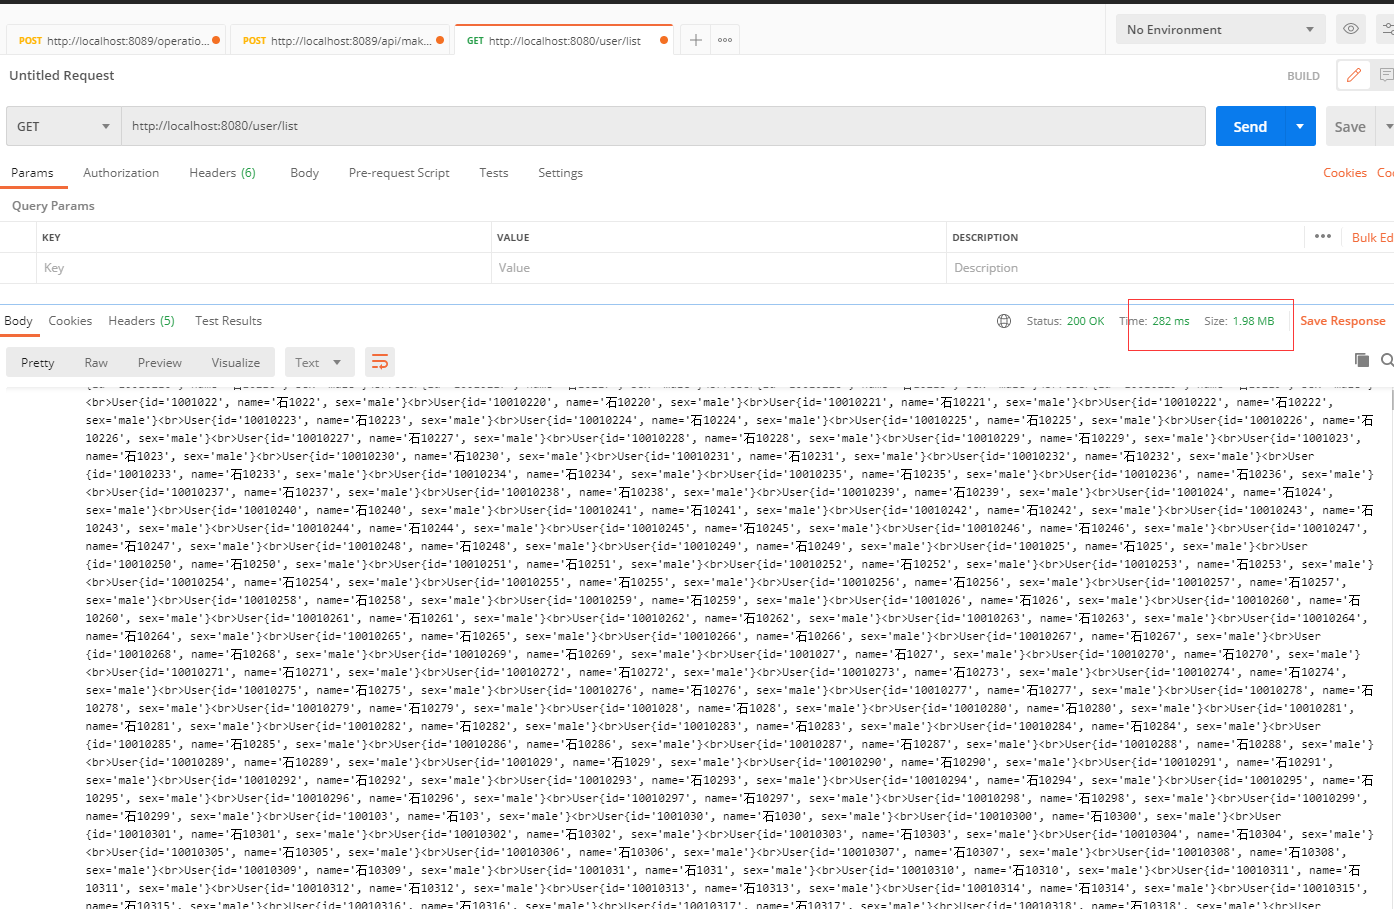 POST http://localhost:8089/operatio... POST http://localhost:8089/api/mak... GET http://localhost:8080/user/list No Environment
Untitled Request BUILD
GET http://localhost:8080/user/list Send Save
Params Authorization Headers (6) Body Pre-request Script Tests Settings Cookies
Query Params
KEY VALUE DESCRIPTION ••• Bulk Ed
Key Value Description
Body Cookies Headers (5) Test Results Status: 200 OK Time: 282 ms Size: 1.98 MB Save Response
Pretty Raw Preview Visualize Text
<br>User{id='1001022', name='石1022', sex='male'}<br>User{id='10010220', name='石10220', sex='male'}<br>User{id='10010221', name='石10221', sex='male'}<br>User{id='10010222', name='石10222',
sex='male'}<br>User{id='10010223', name='石10223', sex='male'}<br>User{id='10010224', name='石10224', sex='male'}<br>User{id='10010225', name='石10225', sex='male'}<br>User{id='10010226', name='石
10226', sex='male'}<br>User{id='10010227', name='石10227', sex='male'}<br>User{id='10010228', name='石10228', sex='male'}<br>User{id='10010229', name='石10229', sex='male'}<br>User{id='1001023',
name='石1023', sex='male'}<br>User{id='10010230', name='石10230', sex='male'}<br>User{id='10010231', name='石10231', sex='male'}<br>User{id='10010232', name='石10232', sex='male'}<br>User
{id='10010233', name='石10233', sex='male'}<br>User{id='10010234', name='石10234', sex='male'}<br>User{id='10010235', name='石10235', sex='male'}<br>User{id='10010236', name='石10236', sex='male'}
<br>User{id='10010237', name='石10237', sex='male'}<br>User{id='10010238', name='石10238', sex='male'}<br>User{id='10010239', name='石10239', sex='male'}<br>User{id='1001024', name='石1024',
sex='male'}<br>User{id='10010240', name='石10240', sex='male'}<br>User{id='10010241', name='石10241', sex='male'}<br>User{id='10010242', name='石10242', sex='male'}<br>User{id='10010243', name='石
10243', sex='male'}<br>User{id='10010244', name='石10244', sex='male'}<br>User{id='10010245', name='石10245', sex='male'}<br>User{id='10010246', name='石10246', sex='male'}<br>User{id='10010247',
name='石10247', sex='male'}<br>User{id='10010248', name='石10248', sex='male'}<br>User{id='10010249', name='石10249', sex='male'}<br>User{id='1001025', name='石1025', sex='male'}<br>User
{id='10010250', name='石10250', sex='male'}<br>User{id='10010251', name='石10251', sex='male'}<br>User{id='10010252', name='石10252', sex='male'}<br>User{id='10010253', name='石10253', sex='male'}
<br>User{id='10010254', name='石10254', sex='male'}<br>User{id='10010255', name='石10255', sex='male'}<br>User{id='10010256', name='石10256', sex='male'}<br>User{id='10010257', name='石10257',
sex='male'}<br>User{id='10010258', name='石10258', sex='male'}<br>User{id='10010259', name='石10259', sex='male'}<br>User{id='1001026', name='石1026', sex='male'}<br>User{id='10010260', name='石
10260', sex='male'}<br>User{id='10010261', name='石10261', sex='male'}<br>User{id='10010262', name='石10262', sex='male'}<br>User{id='10010263', name='石10263', sex='male'}<br>User{id='10010264',
name='石10264', sex='male'}<br>User{id='10010265', name='石10265', sex='male'}<br>User{id='10010266', name='石10266', sex='male'}<br>User{id='10010267', name='石10267', sex='male'}<br>User
{id='10010268', name='石10268', sex='male'}<br>User{id='10010269', name='石10269', sex='male'}<br>User{id='1001027', name='石1027', sex='male'}<br>User{id='10010270', name='石10270', sex='male'}
<br>User{id='10010271', name='石10271', sex='male'}<br>User{id='10010272', name='石10272', sex='male'}<br>User{id='10010273', name='石10273', sex='male'}<br>User{id='10010274', name='石10274',
sex='male'}<br>User{id='10010275', name='石10275', sex='male'}<br>User{id='10010276', name='石10276', sex='male'}<br>User{id='10010277', name='石10277', sex='male'}<br>User{id='10010278', name='石
10278', sex='male'}<br>User{id='10010279', name='石10279', sex='male'}<br>User{id='1001028', name='石1028', sex='male'}<br>User{id='10010280', name='石10280', sex='male'}<br>User{id='10010281',
name='石10281', sex='male'}<br>User{id='10010282', name='石10282', sex='male'}<br>User{id='10010283', name='石10283', sex='male'}<br>User{id='10010284', name='石10284', sex='male'}<br>User
{id='10010285', name='石10285', sex='male'}<br>User{id='10010286', name='石10286', sex='male'}<br>User{id='10010287', name='石10287', sex='male'}<br>User{id='10010288', name='石10288', sex='male'}
<br>User{id='10010289', name='石10289', sex='male'}<br>User{id='1001029', name='石1029', sex='male'}<br>User{id='10010290', name='石10290', sex='male'}<br>User{id='10010291', name='石10291',
sex='male'}<br>User{id='10010292', name='石10292', sex='male'}<br>User{id='10010293', name='石10293', sex='male'}<br>User{id='10010294', name='石10294', sex='male'}<br>User{id='10010295', name='石
10295', sex='male'}<br>User{id='10010296', name='石10296', sex='male'}<br>User{id='10010297', name='石10297', sex='male'}<br>User{id='10010298', name='石10298', sex='male'}<br>User{id='10010299',
name='石10299', sex='male'}<br>User{id='100103', name='石103', sex='male'}<br>User{id='1001030', name='石1030', sex='male'}<br>User{id='10010300', name='石10300', sex='male'}<br>User
{id='10010301', name='石10301', sex='male'}<br>User{id='10010302', name='石10302', sex='male'}<br>User{id='10010303', name='石10303', sex='male'}<br>User{id='10010304', name='石10304', sex='male'}
<br>User{id='10010305', name='石10305', sex='male'}<br>User{id='10010306', name='石10306', sex='male'}<br>User{id='10010307', name='石10307', sex='male'}<br>User{id='10010308', name='石10308',
sex='male'}<br>User{id='10010309', name='石10309', sex='male'}<br>User{id='1001031', name='石1031', sex='male'}<br>User{id='10010310', name='石10310', sex='male'}<br>User{id='10010311', name='石
10311', sex='male'}<br>User{id='10010312', name='石10312', sex='male'}<br>User{id='10010313', name='石10313', sex='male'}<br>User{id='10010314', name='石10314', sex='male'}<br>User{id='10010315',
name='石10315', sex='male'}<br>User{id='10010316', name='石10316', sex='male'}<br>User{id='10010317', name='石10317', sex='male'}<br>User{id='10010318', name='石10318', sex='male'}<br>User